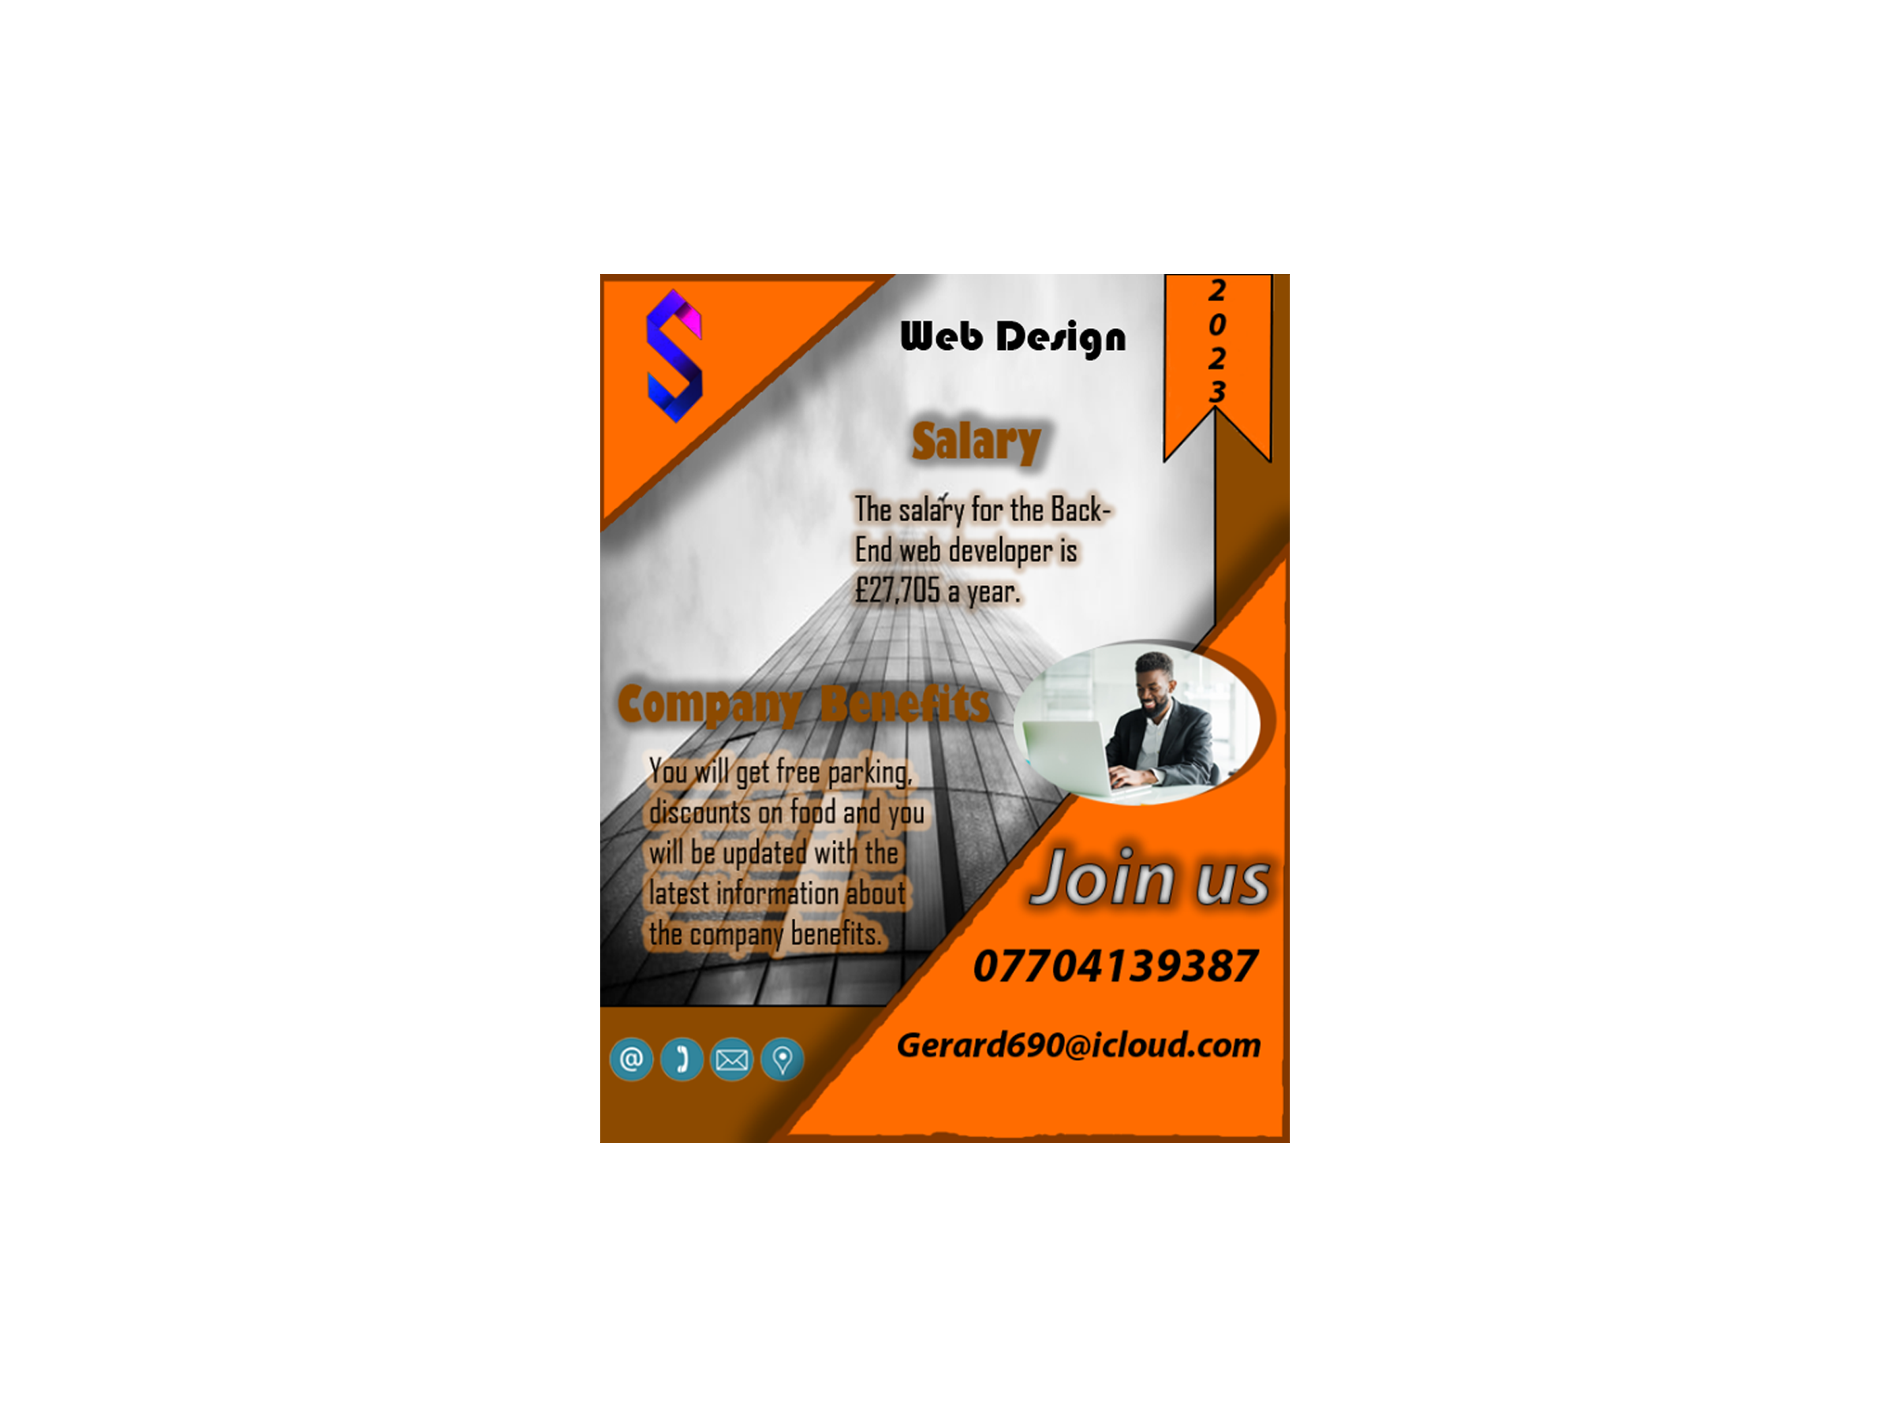 Web Design
2
0
2
3
Salary
The salary for the Back-
End web developer is
£27,705 a year.
Company Benefits
You will get free parking,
discounts on food and you
will be updated with the
latest information about
the company benefits.
Join us
07704139387
Gerard690@icloud.com